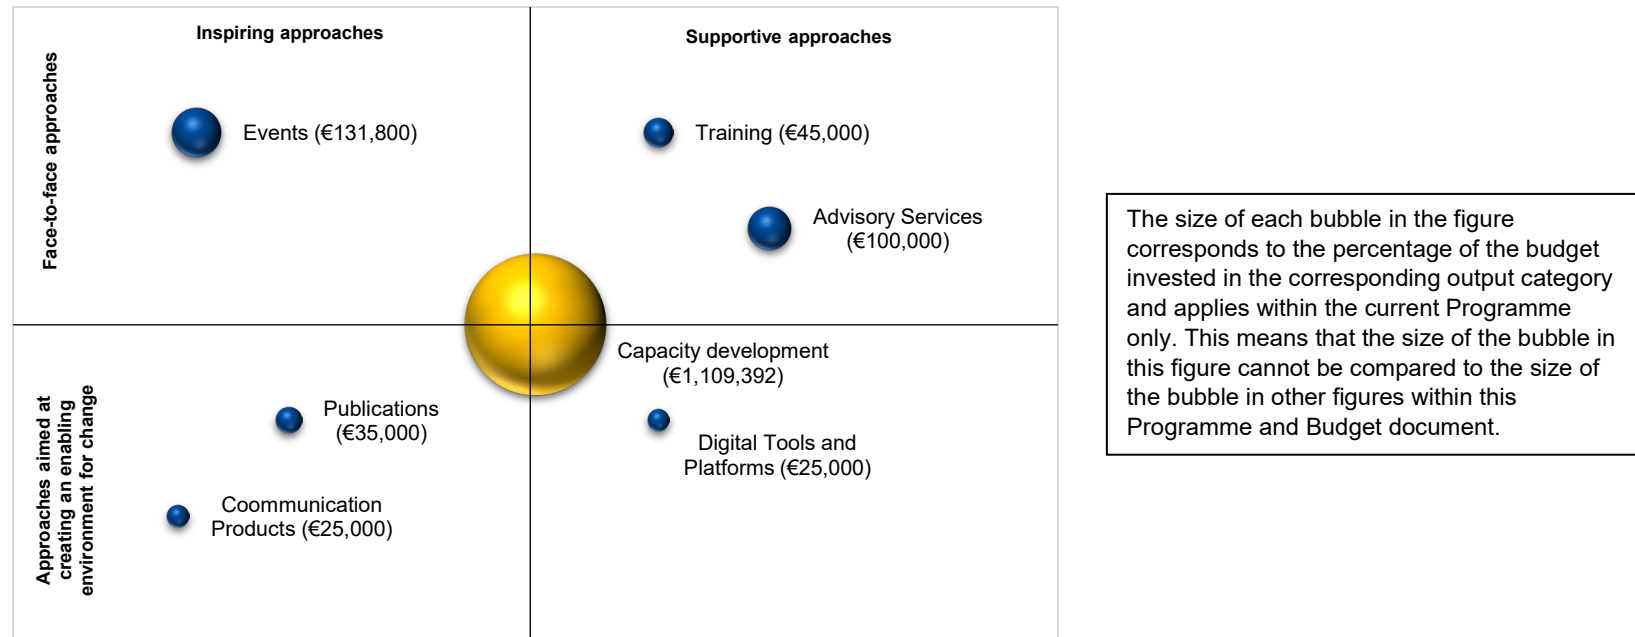 Inspiring approaches
Supportive approaches
Face-to-face approaches
Events (€131,800)
Training (€45,000)
Advisory Services
(€100,000)
Capacity development
(€1,109,392)
Approaches aimed at
creating an enabling
environment for change
Publications
(€35,000)
Digital Tools and
Platforms (€25,000)
Coommunication
Products (€25,000)
The size of each bubble in the figure
corresponds to the percentage of the budget
invested in the corresponding output category
and applies within the current Programme
only. This means that the size of the bubble in
this figure cannot be compared to the size of
the bubble in other figures within this
Programme and Budget document.